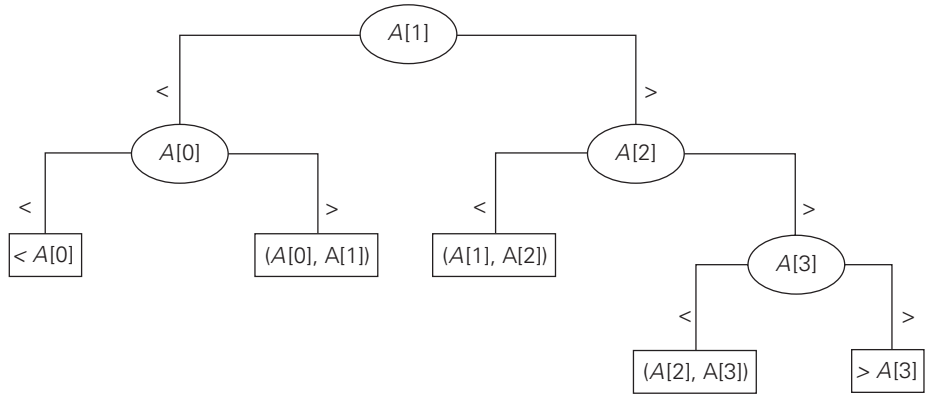 A[1]
< >
A[0] A[2]
< > < >
< A[0] (A[0], A[1]) (A[1], A[2]) A[3]
< >
(A[2], A[3]) > A[3]